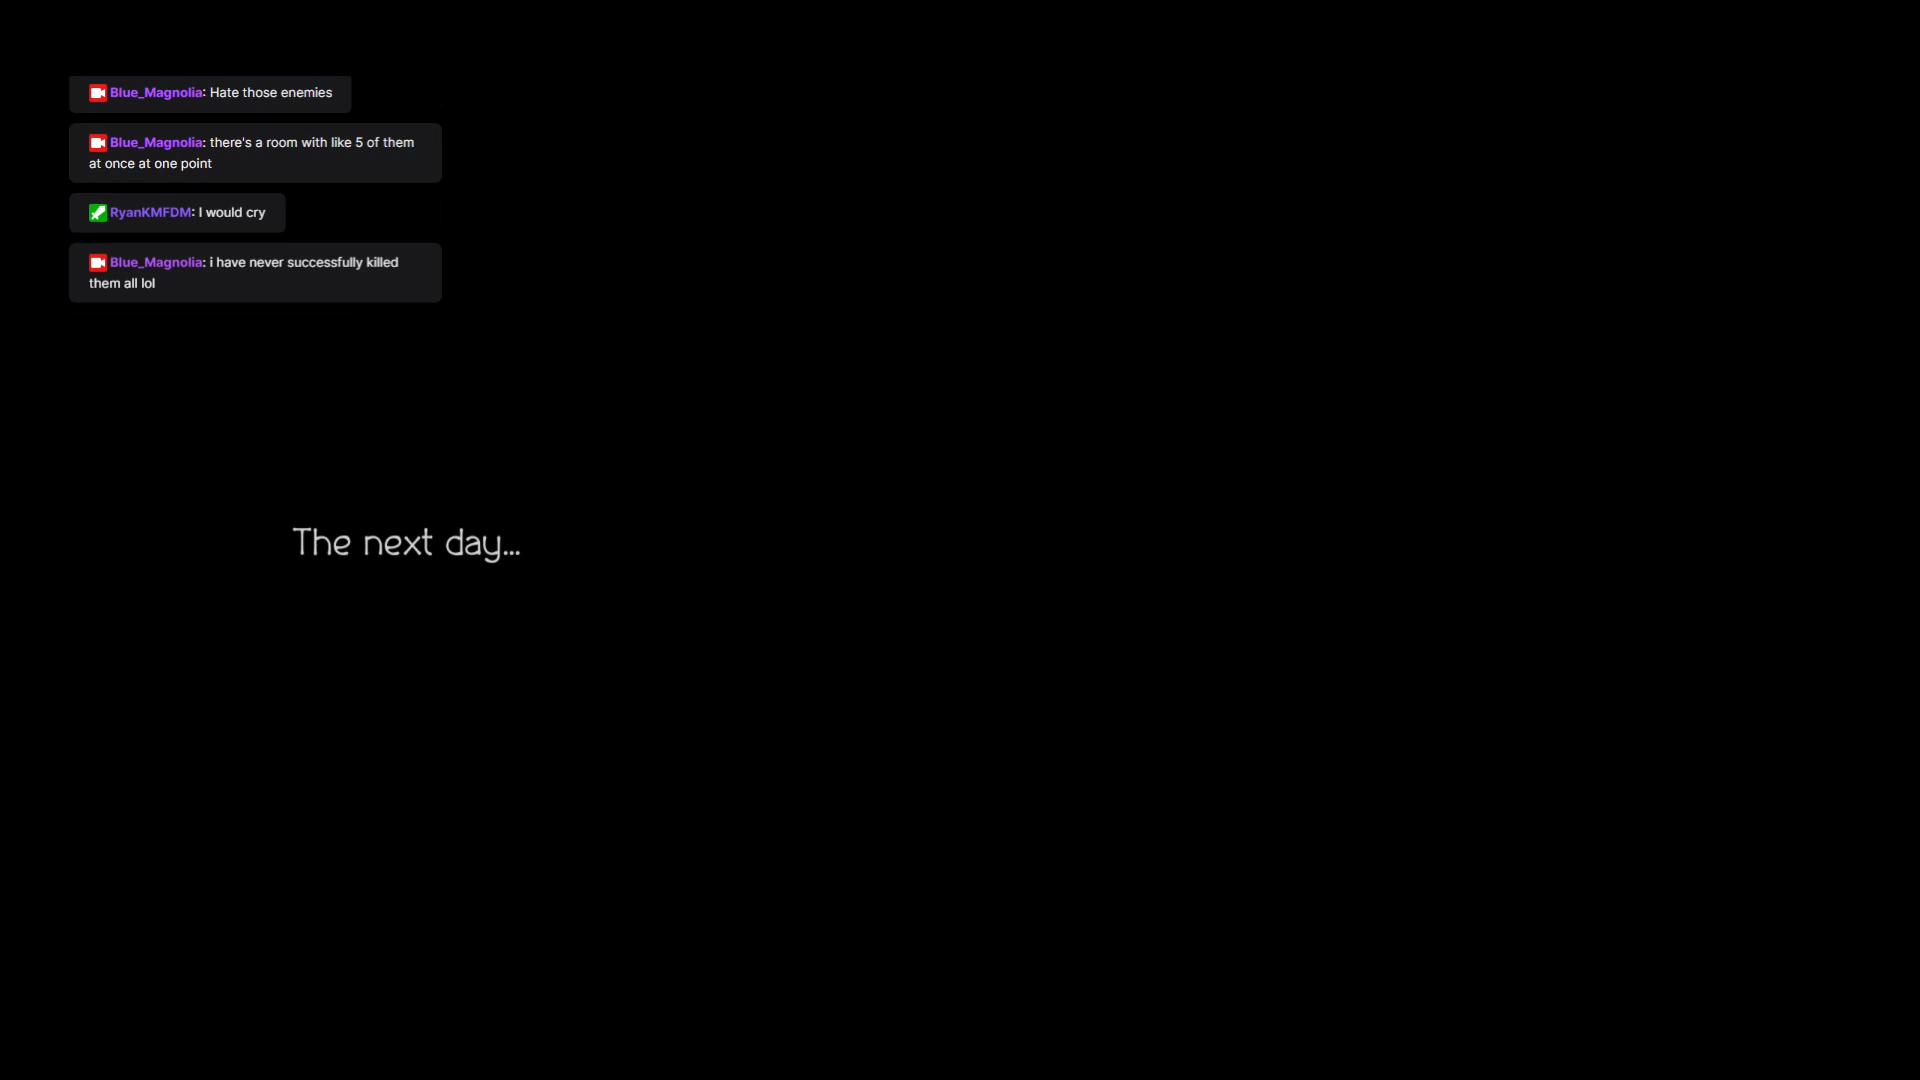 Blue_Magnolia: Hate those enemies
Blue_Magnolia: there's a room with like 5 of them
at once at one point
RyanKMFDM: I would cry
Blue_Magnolia: i have never successfully killed
them all lol
The next day...